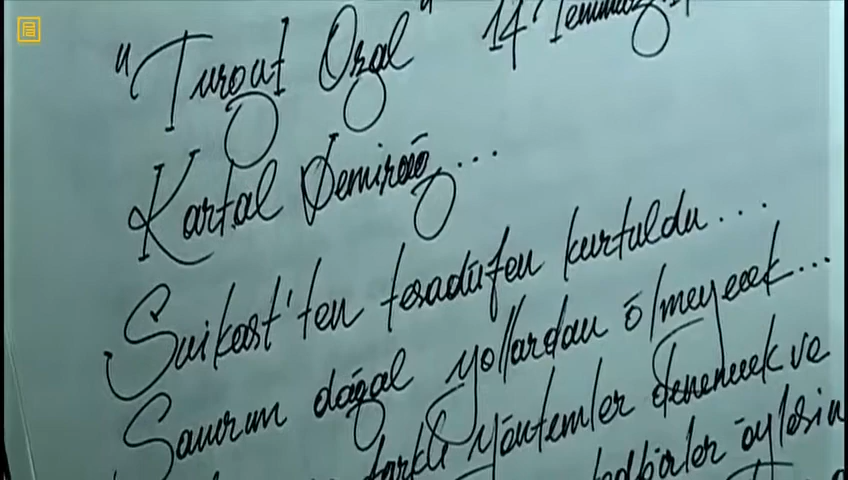 "Turgut Özal" 14 Temmuz
Kartal Demirağ...
Suikast'ten tesadüfen kurtuldu...
Sanırım doğal yollardan ölmeyecek...
farklı yöntemler denenecek ve
tedbirler öylesin